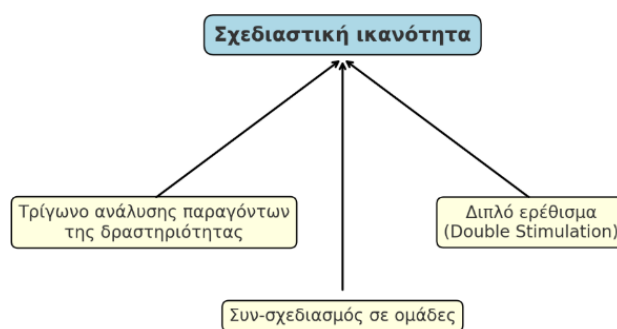 Σχεδιαστική ικανότητα
Τρίγωνο ανάλυσης παραγόντων
της δραστηριότητας
Διπλό ερέθισμα
(Double Stimulation)
Συν-σχεδιασμός σε ομάδες